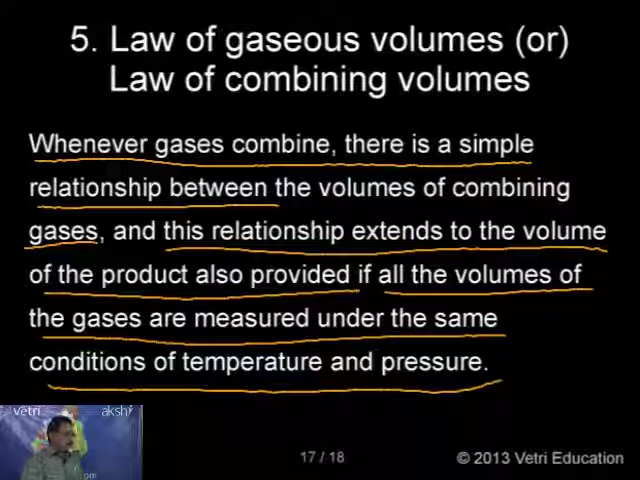 5. Law of gaseous volumes (or)
Law of combining volumes
Whenever gases combine, there is a simple
relationship between the volumes of combining
gases, and this relationship extends to the volume
of the product also provided if all the volumes of
the gases are measured under the same
conditions of temperature and pressure.
vetri akshi
om
17 / 18
© 2013 Vetri Education